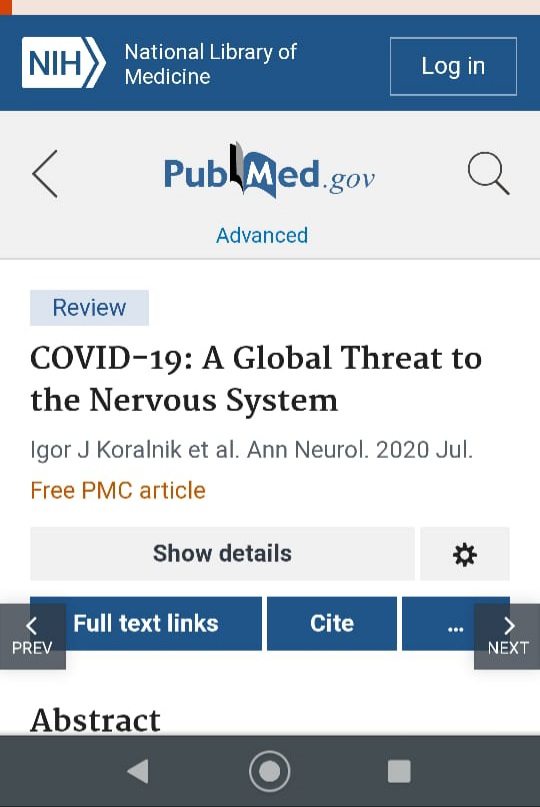 NIH
National Library of
Medicine
Log in
PubMed.gov
Advanced
Review
COVID-19: A Global Threat to
the Nervous System
Igor J Koralnik et al. Ann Neurol. 2020 Jul.
Free PMC article
Show details
Full text links
Cite
...
PREV
NEXT
Abstract